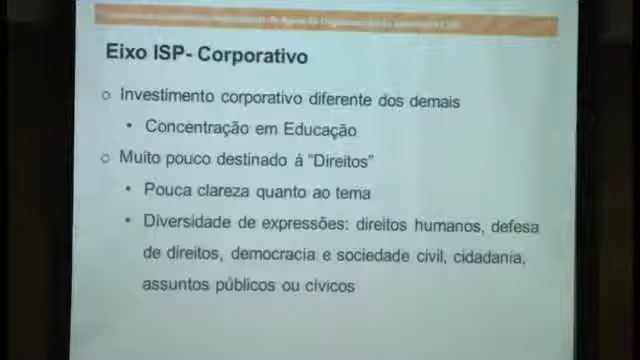 Eixo ISP- Corporativo
o Investimento corporativo diferente dos demais
• Concentração em Educação
o Muito pouco destinado á "Direitos"
• Pouca clareza quanto ao tema
• Diversidade de expressões: direitos humanos, defesa
de direitos, democracia e sociedade civil, cidadania,
assuntos públicos ou cívicos